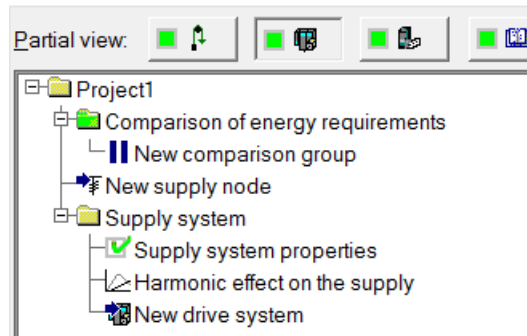 Partial view:
Project1
Comparison of energy requirements
New comparison group
New supply node
Supply system
Supply system properties
Harmonic effect on the supply
New drive system